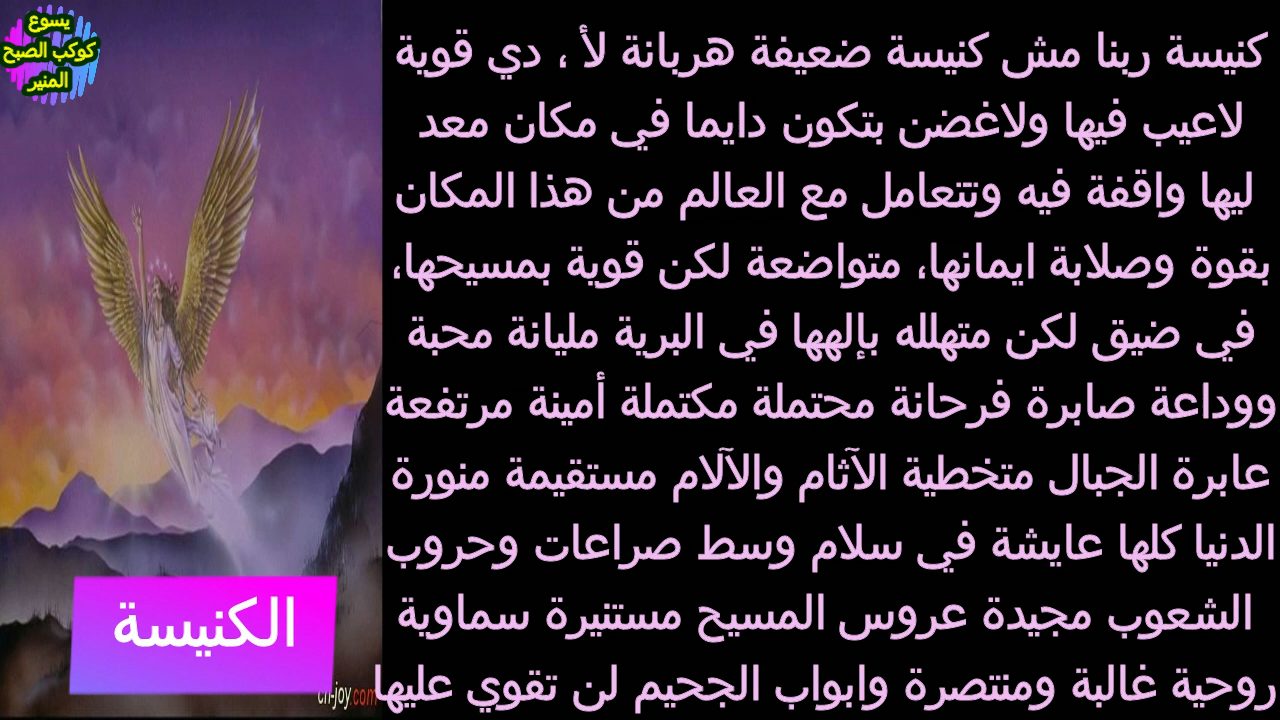 يسوع
كوكب الصبح
المنير
كنيسة ربنا مش كنيسة ضعيفة هربانة لأ ، دي قوية
لاعيب فيها ولاغضن بتكون دايما في مكان معد
ليها واقفة فيه وتتعامل مع العالم من هذا المكان
بقوة وصلابة ايمانها، متواضعة لكن قوية بمسيحها،
في ضيق لكن متهلله بإلهها في البرية مليانة محبة
ووداعة صابرة فرحانة محتملة مكتملة أمينة مرتفعة
عابرة الجبال متخطية الآثام والآلام مستقيمة منورة
الدنيا كلها عايشة في سلام وسط صراعات وحروب
الشعوب مجيدة عروس المسيح مستنيرة سماوية
روحية غالبة ومنتصرة وابواب الجحيم لن تقوي عليها
الكنيسة
ch-joy.com